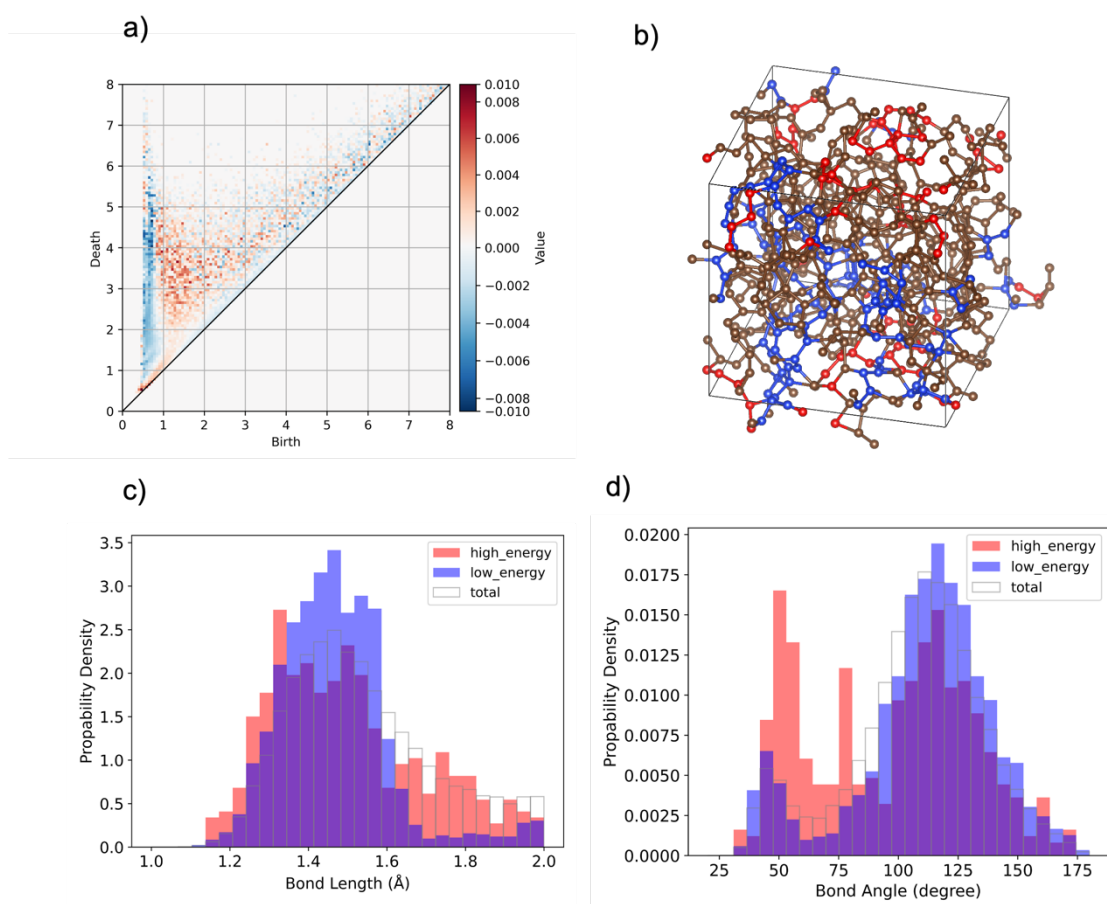 a)
b)
8
7
6
5
4
3
2
1
0
Death
0 1 2 3 4 5 6 7 8
Birth
0.010
0.008
0.006
0.004
0.002
0.000
−0.002
−0.004
−0.006
−0.008
−0.010
Value
c)
d)
3.5
3.0
2.5
2.0
1.5
1.0
0.5
0.0
Propability Density
high_energy
low_energy
total
1.0 1.2 1.4 1.6 1.8 2.0
Bond Length (Å)
0.0200
0.0175
0.0150
0.0125
0.0100
0.0075
0.0050
0.0025
0.0000
Propability Density
high_energy
low_energy
total
25 50 75 100 125 150 175
Bond Angle (degree)